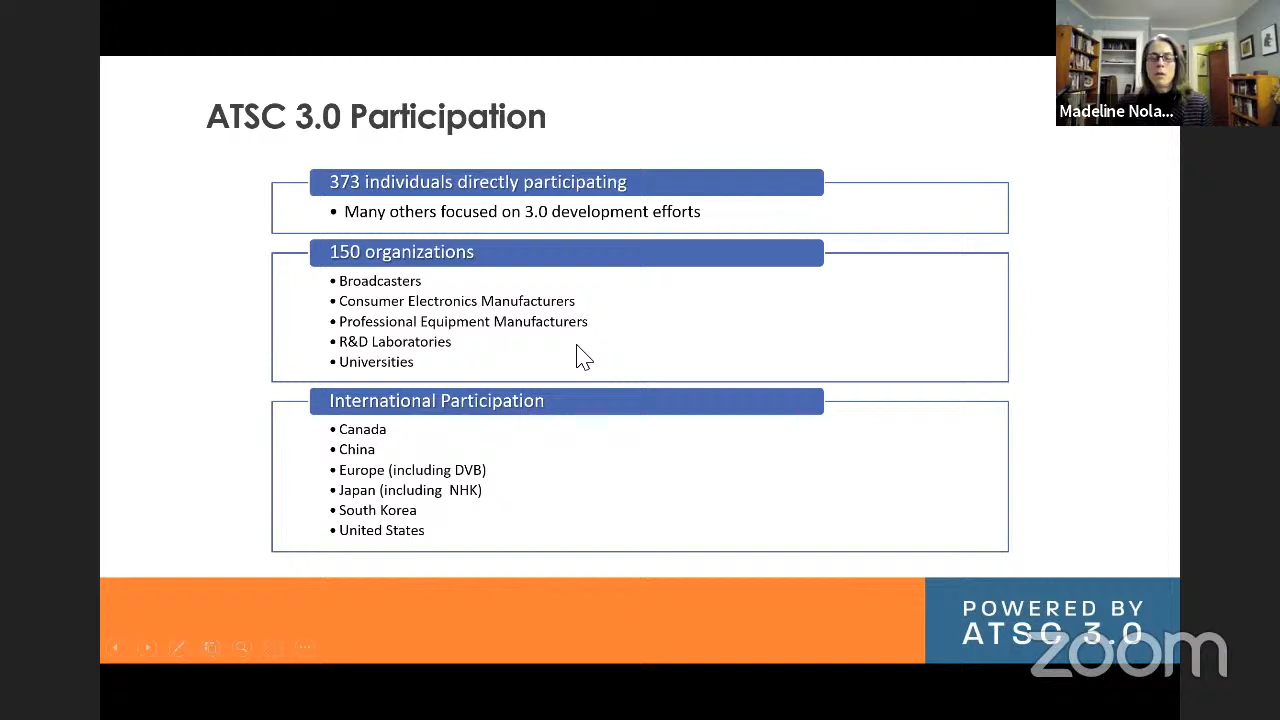 ATSC 3.0 Participation
Madeline Nola...
373 individuals directly participating
• Many others focused on 3.0 development efforts
150 organizations
• Broadcasters
• Consumer Electronics Manufacturers
• Professional Equipment Manufacturers
• R&D Laboratories
• Universities
International Participation
• Canada
• China
• Europe (including DVB)
• Japan (including NHK)
• South Korea
• United States
POWERED BY
ATSC 3.0
zoom